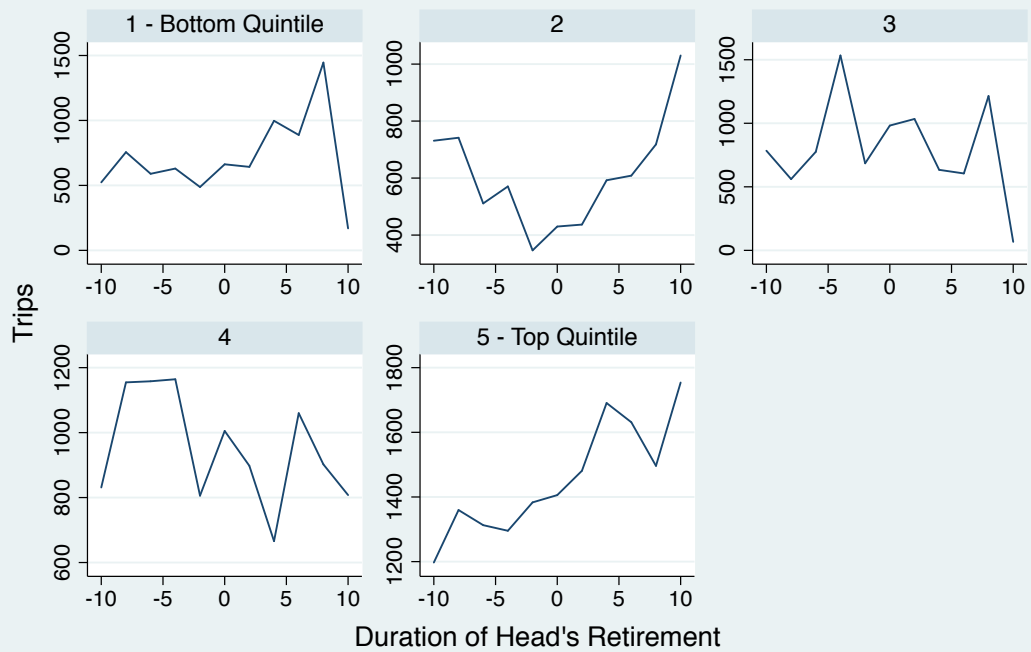 1 - Bottom Quintile
2
3
0 500 1000 1500
400 600 800 1000
0 500 1000 1500
-10 -5 0 5 10
-10 -5 0 5 10
-10 -5 0 5 10
4
5 - Top Quintile
600 800 1000 1200
1200 1400 1600 1800
-10 -5 0 5 10
-10 -5 0 5 10
Trips
Duration of Head's Retirement